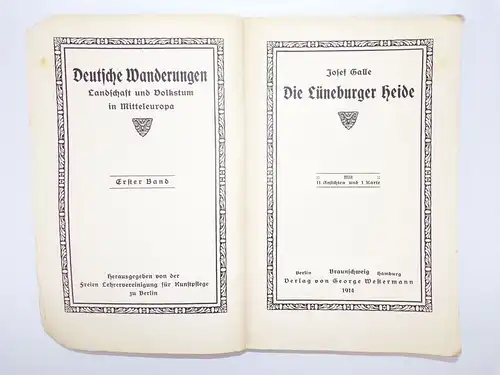 Deutsche Wanderungen
Landschaft und Volkstum
in Mitteleuropa
Erster Band
Herausgegeben von der
Freien Lehrervereinigung für Kunstpflege
zu Berlin
Josef Galle
Die Lüneburger Heide
Mit
11 Ansichten und 1 Karte
Berlin Braunschweig Hamburg
Verlag von George Westermann
1914